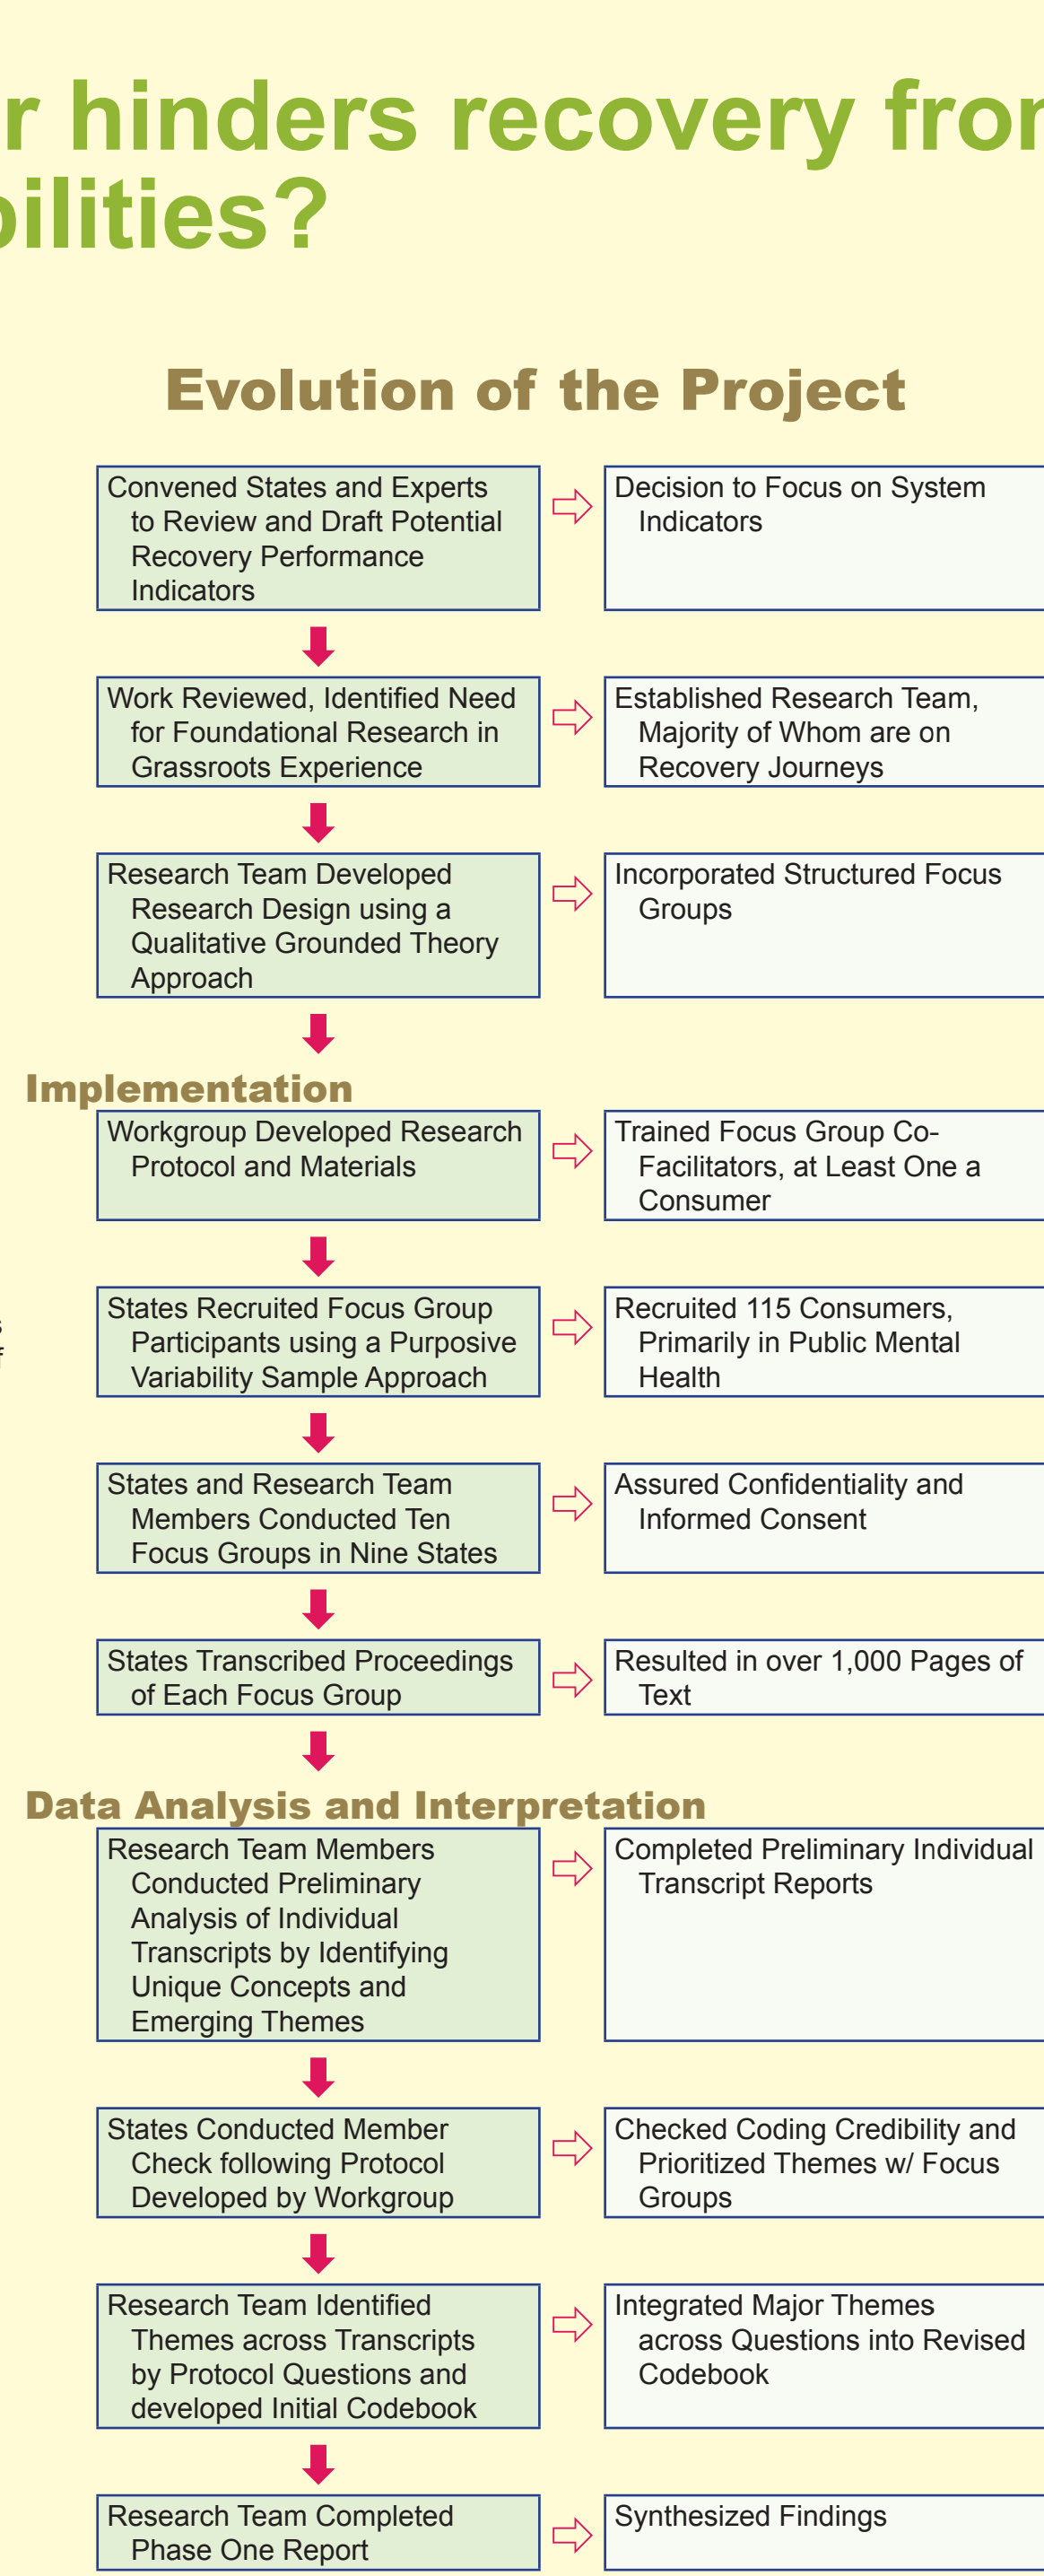 r hinders recovery from
bilities?
Evolution of the Project
Convened States and Experts
to Review and Draft Potential
Recovery Performance
Indicators
Decision to Focus on System
Indicators
Work Reviewed, Identified Need
for Foundational Research in
Grassroots Experience
Established Research Team,
Majority of Whom are on
Recovery Journeys
Research Team Developed
Research Design using a
Qualitative Grounded Theory
Approach
Incorporated Structured Focus
Groups
Implementation
Workgroup Developed Research
Protocol and Materials
Trained Focus Group Co-
Facilitators, at Least One a
Consumer
s
f
States Recruited Focus Group
Participants using a Purposive
Variability Sample Approach
Recruited 115 Consumers,
Primarily in Public Mental
Health
States and Research Team
Members Conducted Ten
Focus Groups in Nine States
Assured Confidentiality and
Informed Consent
States Transcribed Proceedings
of Each Focus Group
Resulted in over 1,000 Pages of
Text
Data Analysis and Interpretation
Research Team Members
Conducted Preliminary
Analysis of Individual
Transcripts by Identifying
Unique Concepts and
Emerging Themes
Completed Preliminary Individual
Transcript Reports
States Conducted Member
Check following Protocol
Developed by Workgroup
Checked Coding Credibility and
Prioritized Themes w/ Focus
Groups
Research Team Identified
Themes across Transcripts
by Protocol Questions and
developed Initial Codebook
Integrated Major Themes
across Questions into Revised
Codebook
Research Team Completed
Phase One Report
Synthesized Findings